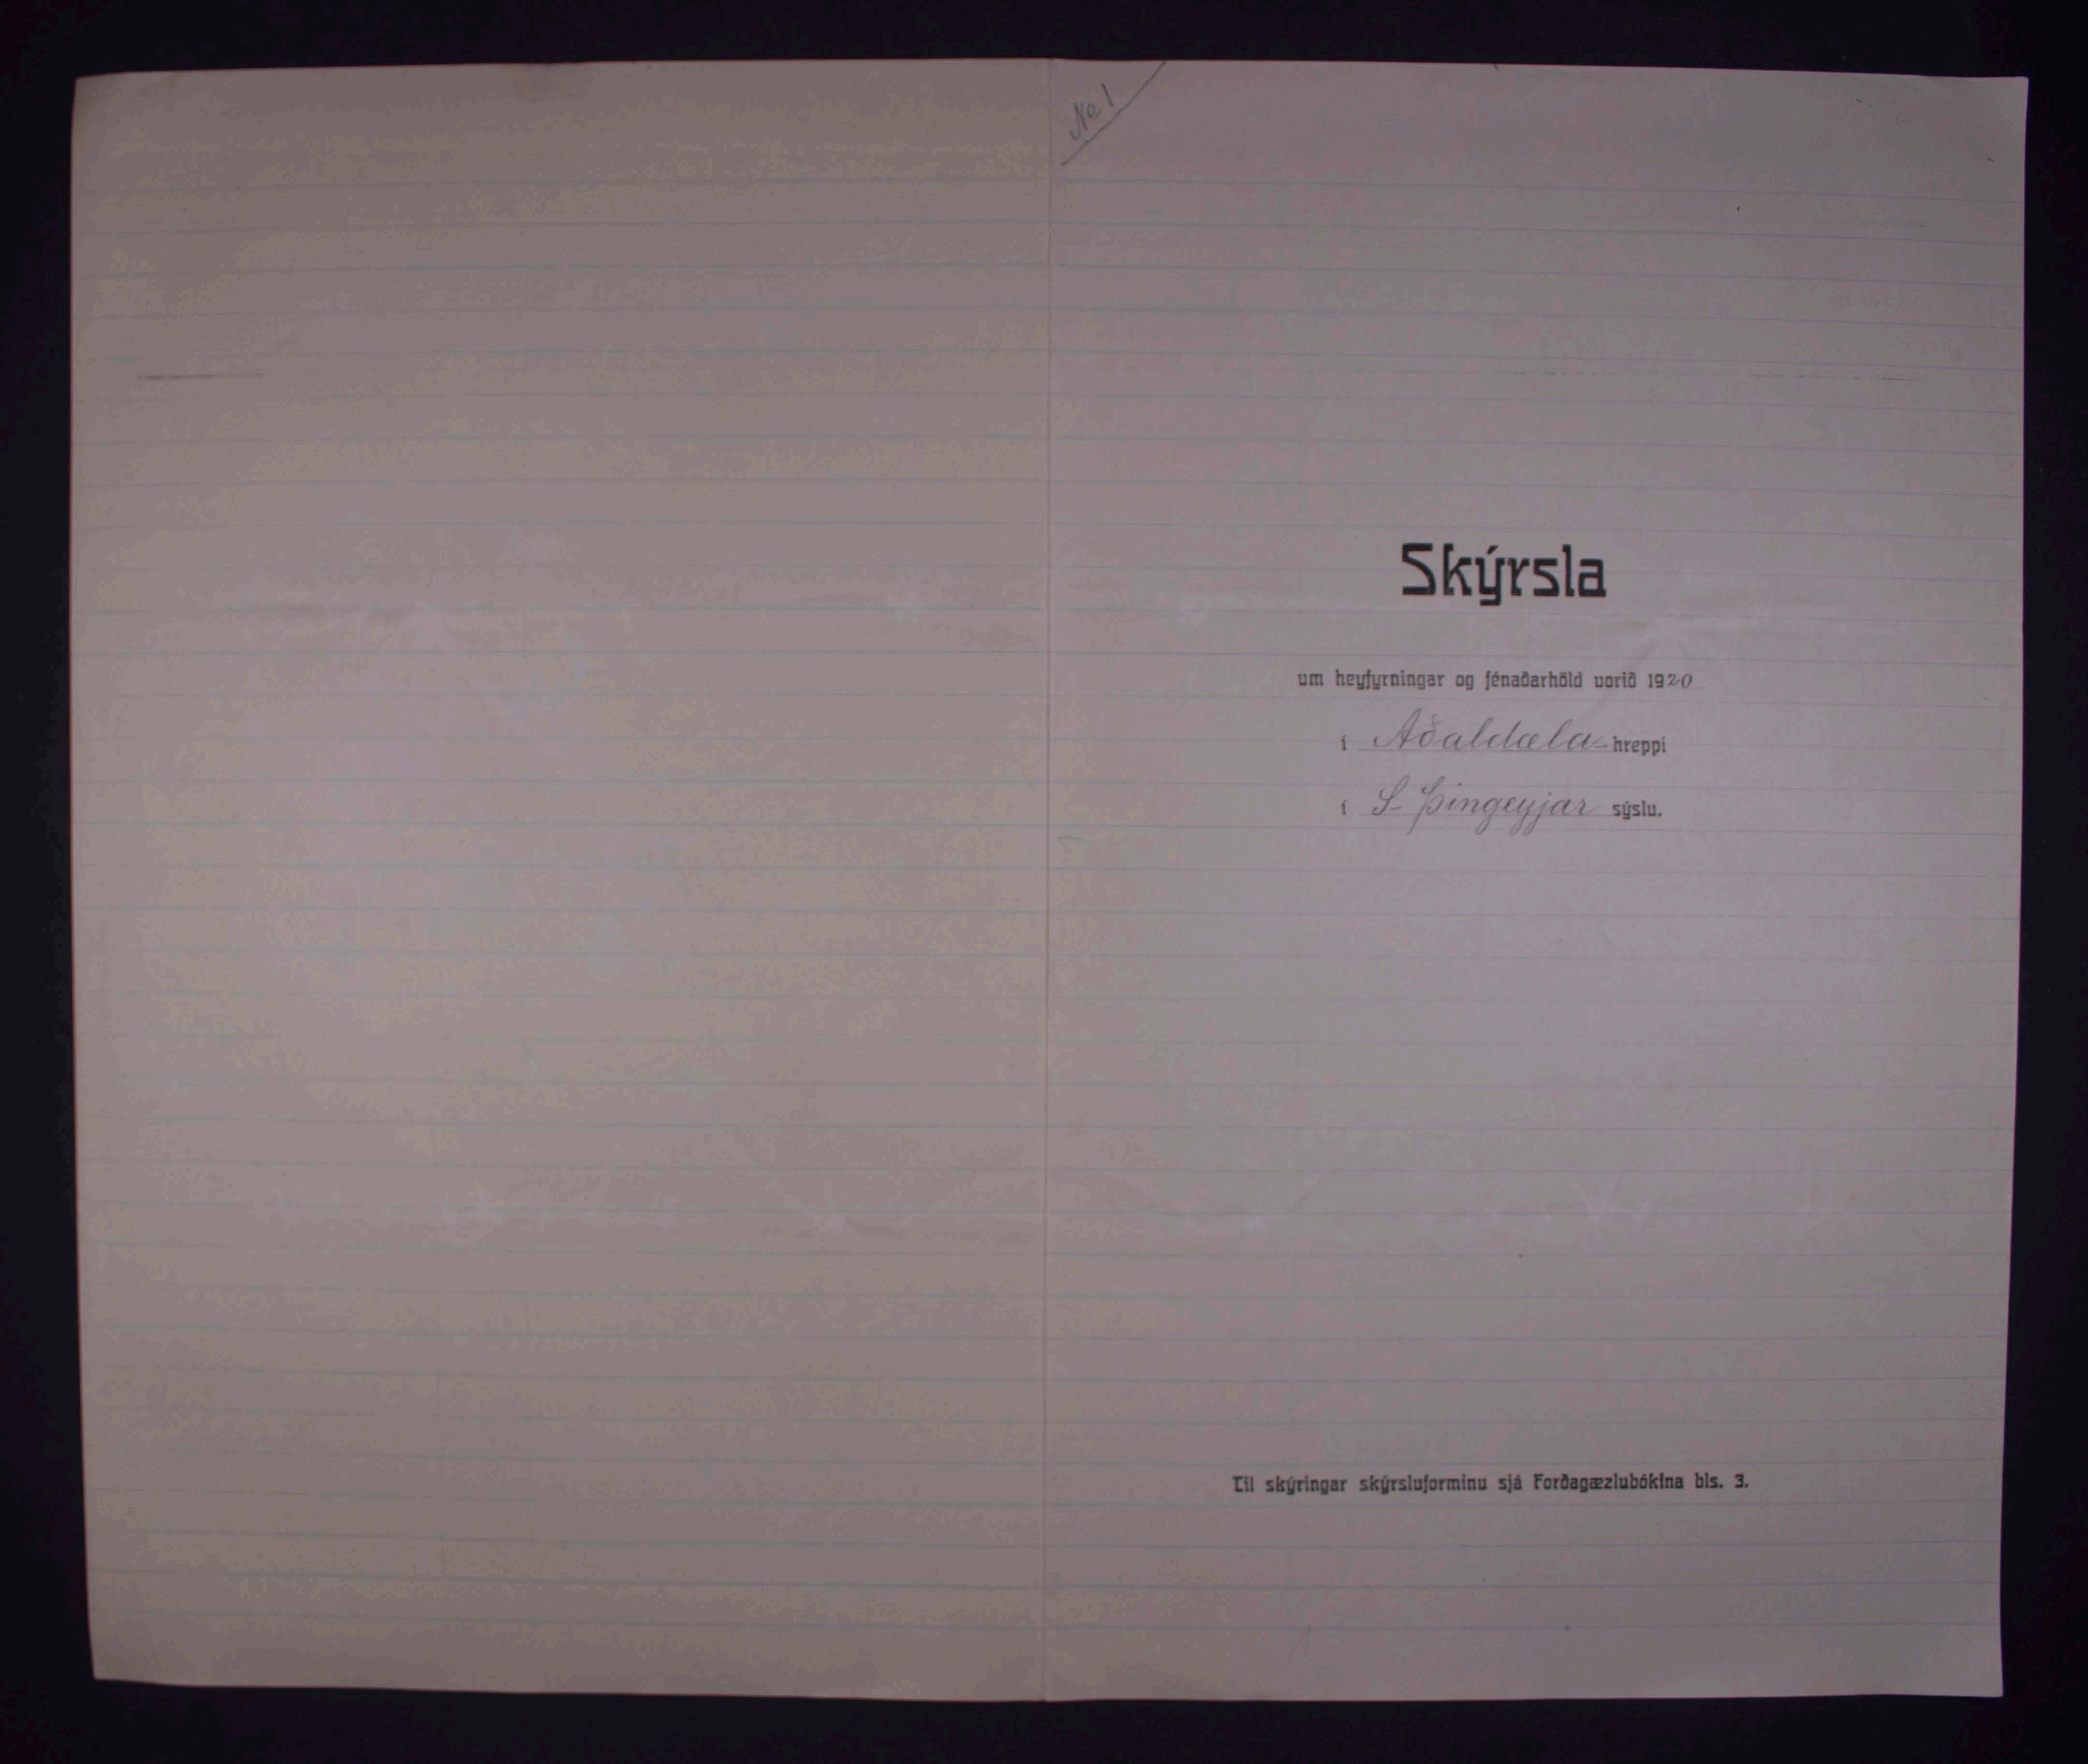 No 1
Skýrsla
um heyfyrningar og fénaðarhöld vorið 1920
í Aðaldæla-hreppi
í S-Þingeyjar sýslu.
Til skýringar skýrsluforminu sjá Forðagæzlubókina bls. 3.